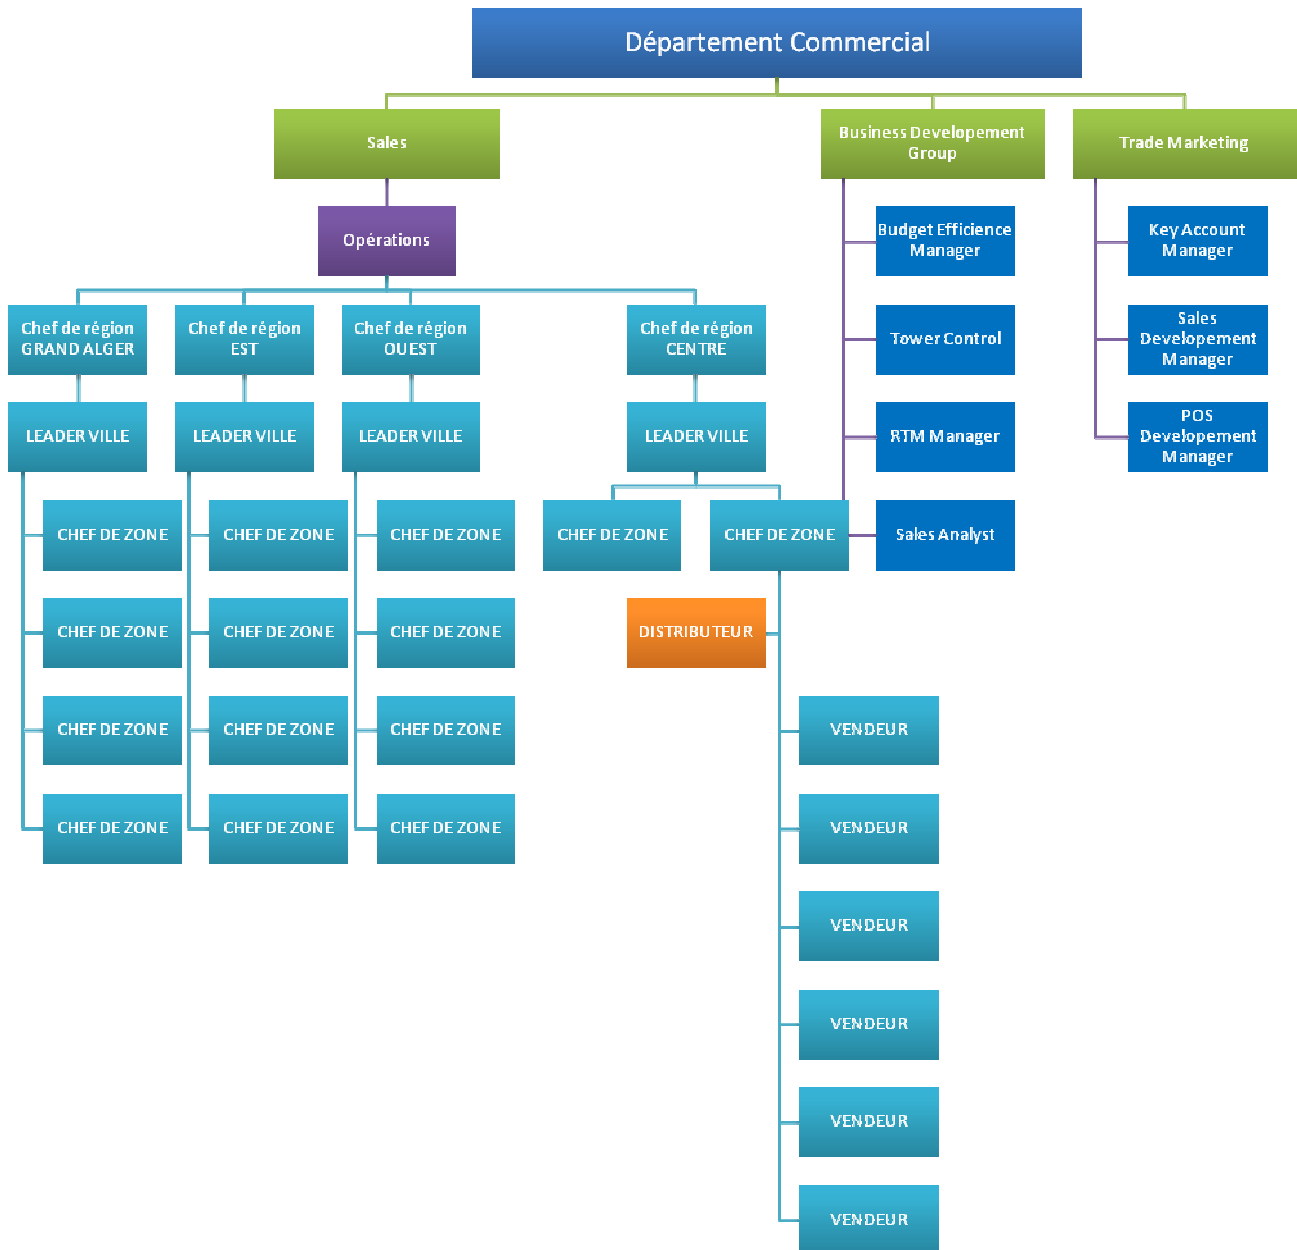 Département Commercial
Sales
Business Developement
Group
Trade Marketing
Opérations
Budget Efficience
Manager
Key Account
Manager
Chef de région
GRAND ALGER
Chef de région
EST
Chef de région
OUEST
Chef de région
CENTRE
Tower Control
Sales
Developement
Manager
LEADER VILLE
LEADER VILLE
LEADER VILLE
LEADER VILLE
RTM Manager
POS
Developement
Manager
CHEF DE ZONE
CHEF DE ZONE
CHEF DE ZONE
CHEF DE ZONE
CHEF DE ZONE
Sales Analyst
CHEF DE ZONE
CHEF DE ZONE
CHEF DE ZONE
DISTRIBUTEUR
CHEF DE ZONE
CHEF DE ZONE
CHEF DE ZONE
VENDEUR
CHEF DE ZONE
CHEF DE ZONE
CHEF DE ZONE
VENDEUR
VENDEUR
VENDEUR
VENDEUR
VENDEUR